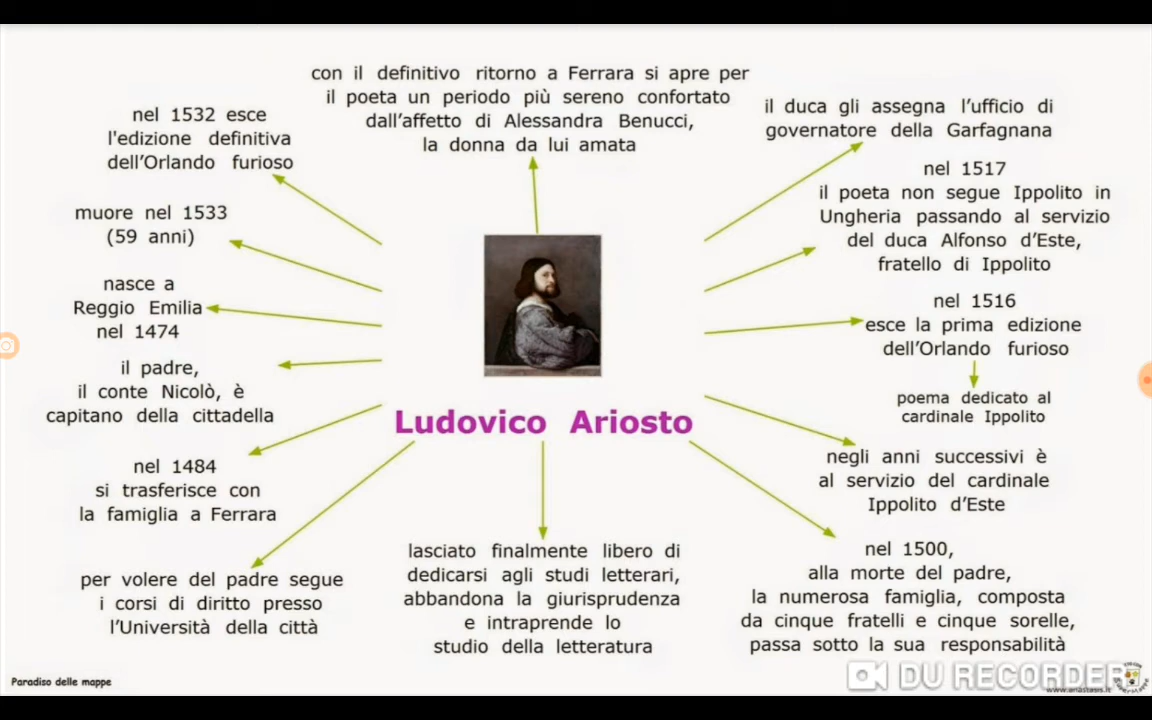 con il definitivo ritorno a Ferrara si apre per
il poeta un periodo più sereno confortato
dall'affetto di Alessandra Benucci,
la donna da lui amata
nel 1532 esce
l'edizione definitiva
dell'Orlando furioso
muore nel 1533
(59 anni)
nasce a
Reggio Emilia
nel 1474
il padre,
il conte Nicolò, è
capitano della cittadella
nel 1484
si trasferisce con
la famiglia a Ferrara
per volere del padre segue
i corsi di diritto presso
l'Università della città
Ludovico Ariosto
lasciato finalmente libero di
dedicarsi agli studi letterari,
abbandona la giurisprudenza
e intraprende lo
studio della letteratura
il duca gli assegna l'ufficio di
governatore della Garfagnana
nel 1517
il poeta non segue Ippolito in
Ungheria passando al servizio
del duca Alfonso d'Este,
fratello di Ippolito
nel 1516
esce la prima edizione
dell'Orlando furioso
poema dedicato al
cardinale Ippolito
negli anni successivi è
al servizio del cardinale
Ippolito d'Este
nel 1500,
alla morte del padre,
la numerosa famiglia, composta
da cinque fratelli e cinque sorelle,
passa sotto la sua responsabilità
Paradiso delle mappe
DU RECORDER
www.anastasis.it